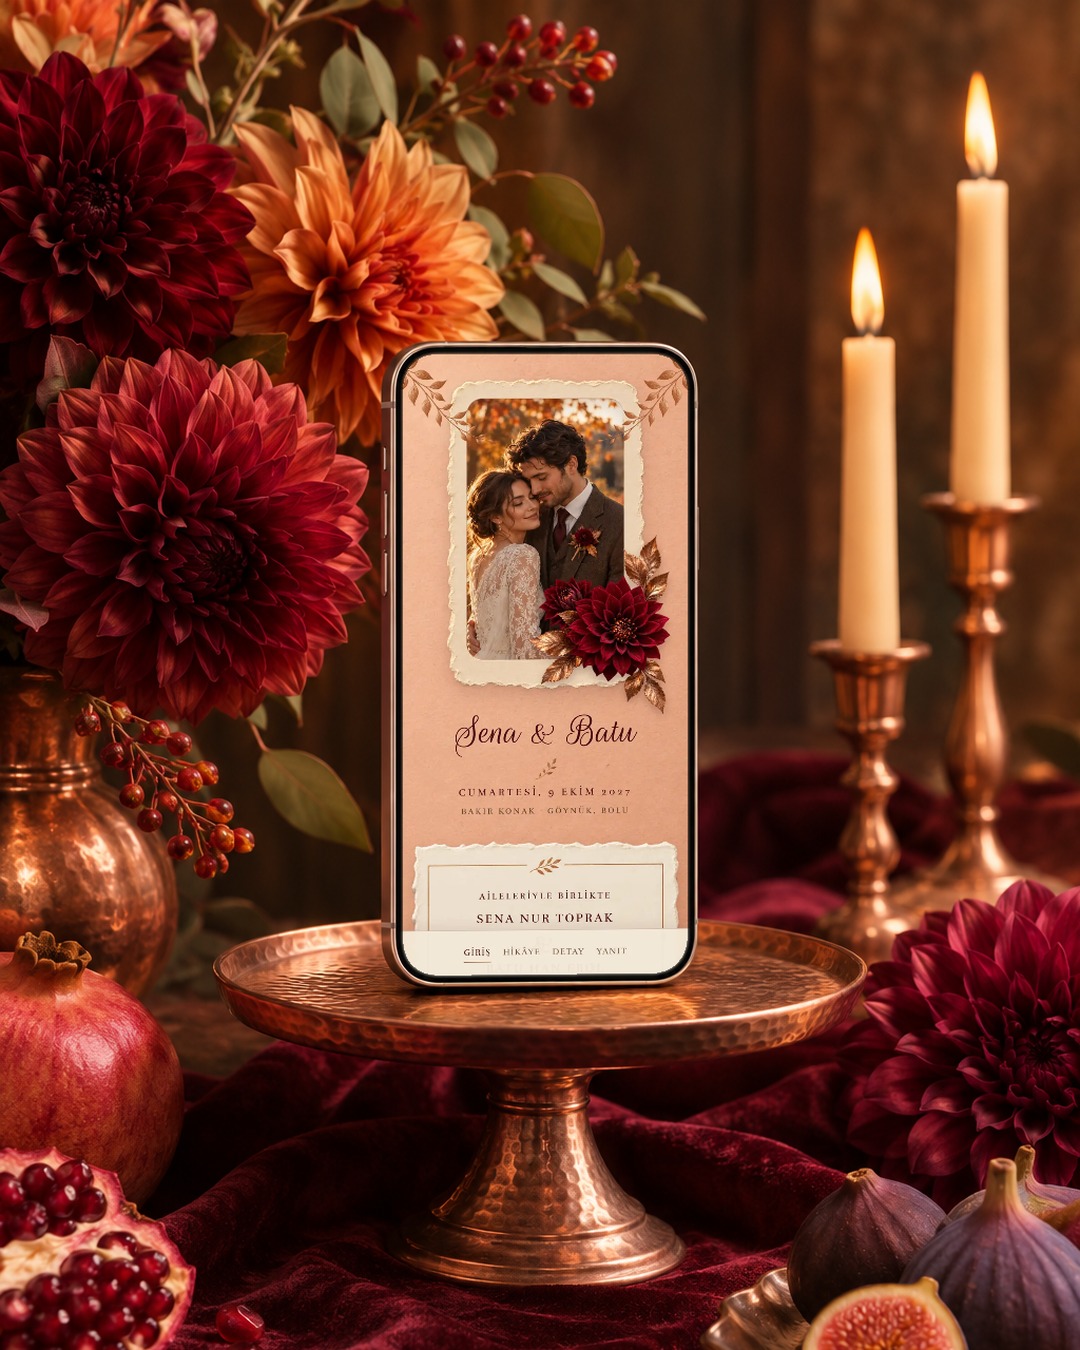 Sena & Batu
CUMARTESİ, 9 EKİM 2027
BAKIR KONAK · GÖYNÜK, BOLU
AİLELERİYLE BİRLİKTE
SENA NUR TOPRAK
GİRİŞ HİKÂYE DETAY YANIT